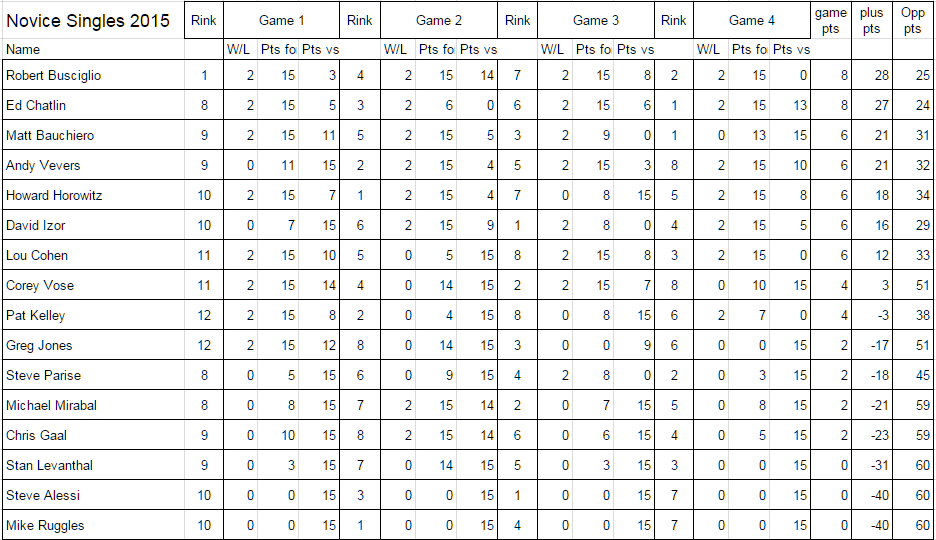 Novice Singles 2015 Rink Game 1 Rink Game 2 Rink Game 3 Rink Game 4 game pts plus pts Opp pts
Name W/L Pts fo Pts vs W/L Pts fo Pts vs W/L Pts fo Pts vs W/L Pts fo Pts vs
Robert Busciglio 1 2 15 3 4 2 15 14 7 2 15 8 2 2 15 0 8 28 25
Ed Chatlin 8 2 15 5 3 2 6 0 6 2 15 6 1 2 15 13 8 27 24
Matt Bauchiero 9 2 15 11 5 2 15 5 3 2 9 0 1 0 13 15 6 21 31
Andy Vevers 9 0 11 15 2 2 15 4 5 2 15 3 8 2 15 10 6 21 32
Howard Horowitz 10 2 15 7 1 2 15 4 7 0 8 15 5 2 15 8 6 18 34
David Izor 10 0 7 15 6 2 15 9 1 2 8 0 4 2 15 5 6 16 29
Lou Cohen 11 2 15 10 5 0 5 15 8 2 15 8 3 2 15 0 6 12 33
Corey Vose 11 2 15 14 4 0 14 15 2 2 15 7 8 0 10 15 4 3 51
Pat Kelley 12 2 15 8 2 0 4 15 8 0 8 15 6 2 7 0 4 -3 38
Greg Jones 12 2 15 12 8 0 14 15 3 0 0 9 6 0 0 15 2 -17 51
Steve Parise 8 0 5 15 6 0 9 15 4 2 8 0 2 0 3 15 2 -18 45
Michael Mirabal 8 0 8 15 7 2 15 14 2 0 7 15 5 0 8 15 2 -21 59
Chris Gaal 9 0 10 15 8 2 15 14 6 0 6 15 4 0 5 15 2 -23 59
Stan Levanthal 9 0 3 15 7 0 14 15 5 0 3 15 3 0 0 15 0 -31 60
Steve Alessi 10 0 0 15 3 0 0 15 1 0 0 15 7 0 0 15 0 -40 60
Mike Ruggles 10 0 0 15 1 0 0 15 4 0 0 15 7 0 0 15 0 -40 60